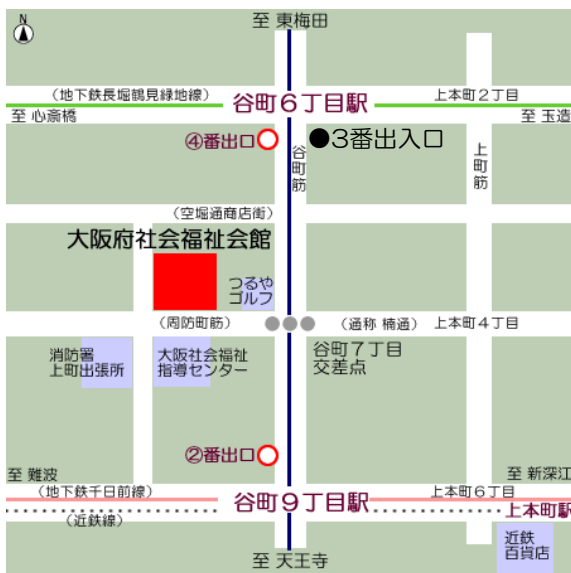 N
至 東梅田
（地下鉄長堀鶴見緑地線）
谷町６丁目駅
上本町２丁目
至 心斎橋
至 玉造
④番出口
●3番出入口
谷町筋
上町筋
（空堀通商店街）
大阪府社会福祉会館
つるや
ゴルフ
（周防町筋）
（通称 楠通）
上本町４丁目
消防署
上町出張所
大阪社会福祉
指導センター
谷町７丁目
交差点
②番出口
至 難波
至 新深江
（地下鉄千日前線）
谷町９丁目駅
上本町６丁目
（近鉄線）
上本町駅
至 天王寺
近鉄
百貨店